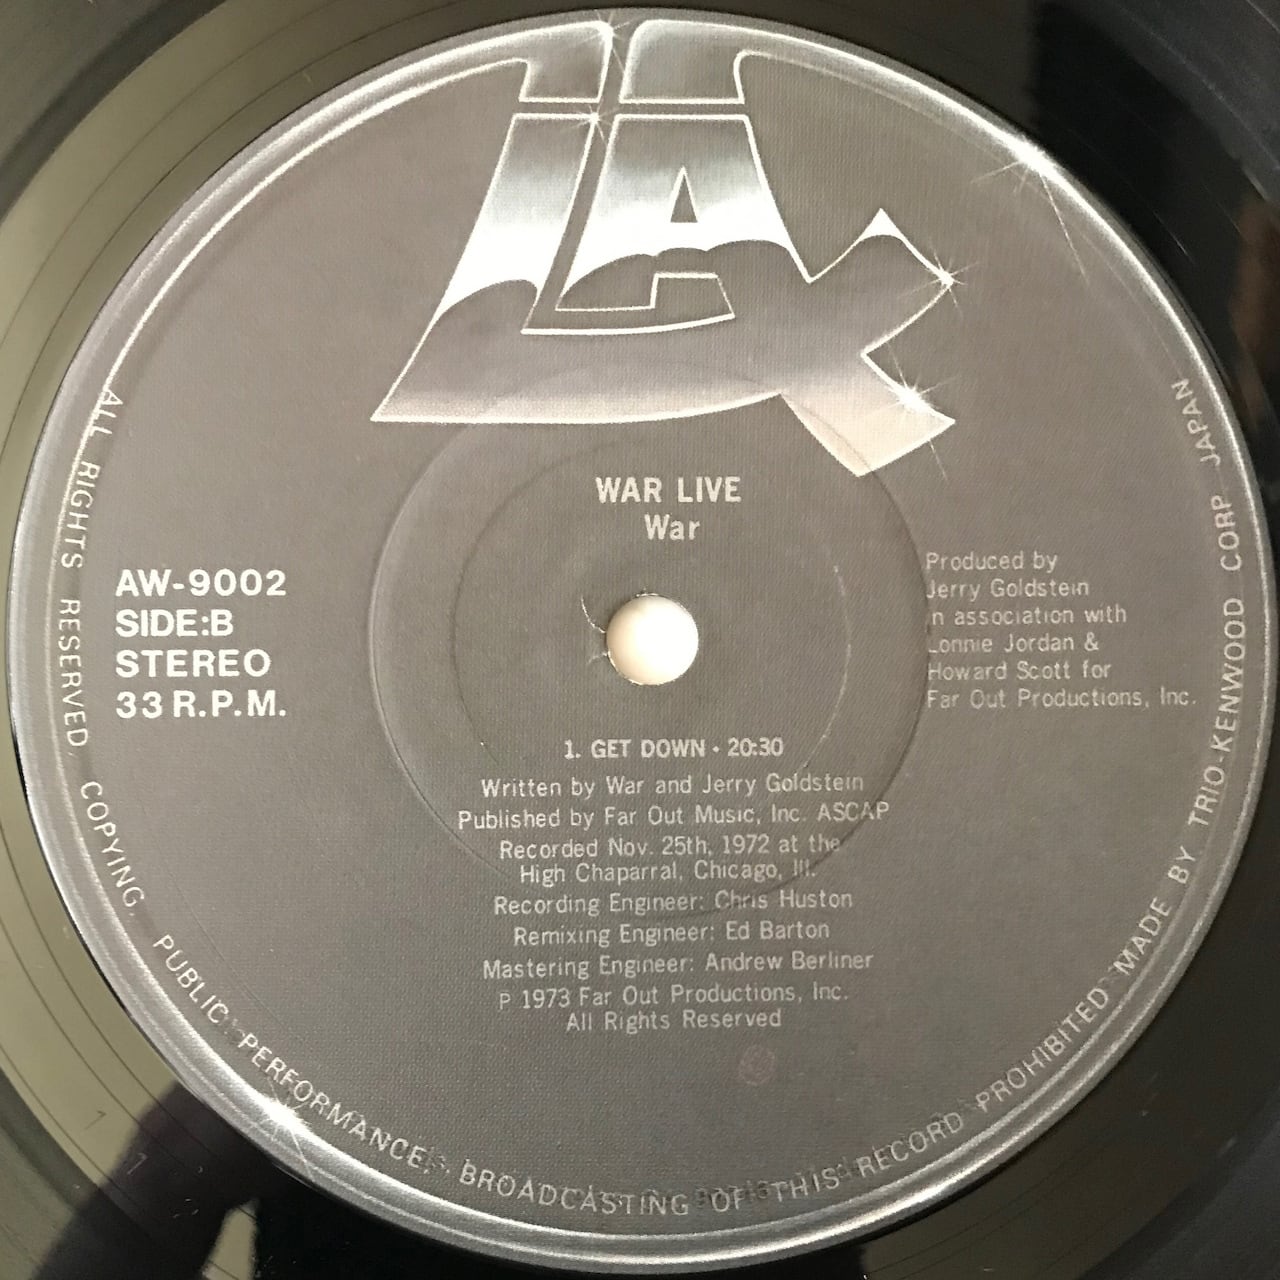 LAX
WAR LIVE
War
AW-9002
SIDE:B
STEREO
33 R.P.M.
Produced by
Jerry Goldstein
in association with
Lonnie Jordan &
Howard Scott for
Far Out Productions, Inc.
1. GET DOWN • 20:30
Written by War and Jerry Goldstein
Published by Far Out Music, Inc. ASCAP
Recorded Nov. 25th, 1972 at the
High Chaparral, Chicago, Ill.
Recording Engineer: Chris Huston
Remixing Engineer: Ed Barton
Mastering Engineer: Andrew Berliner
P 1973 Far Out Productions, Inc.
All Rights Reserved
ALL RIGHTS RESERVED, COPYING, PUBLIC PERFORMANCE, BROADCASTING OF THIS RECORD PROHIBITED MADE BY TRIO-KENWOOD CORP JAPAN